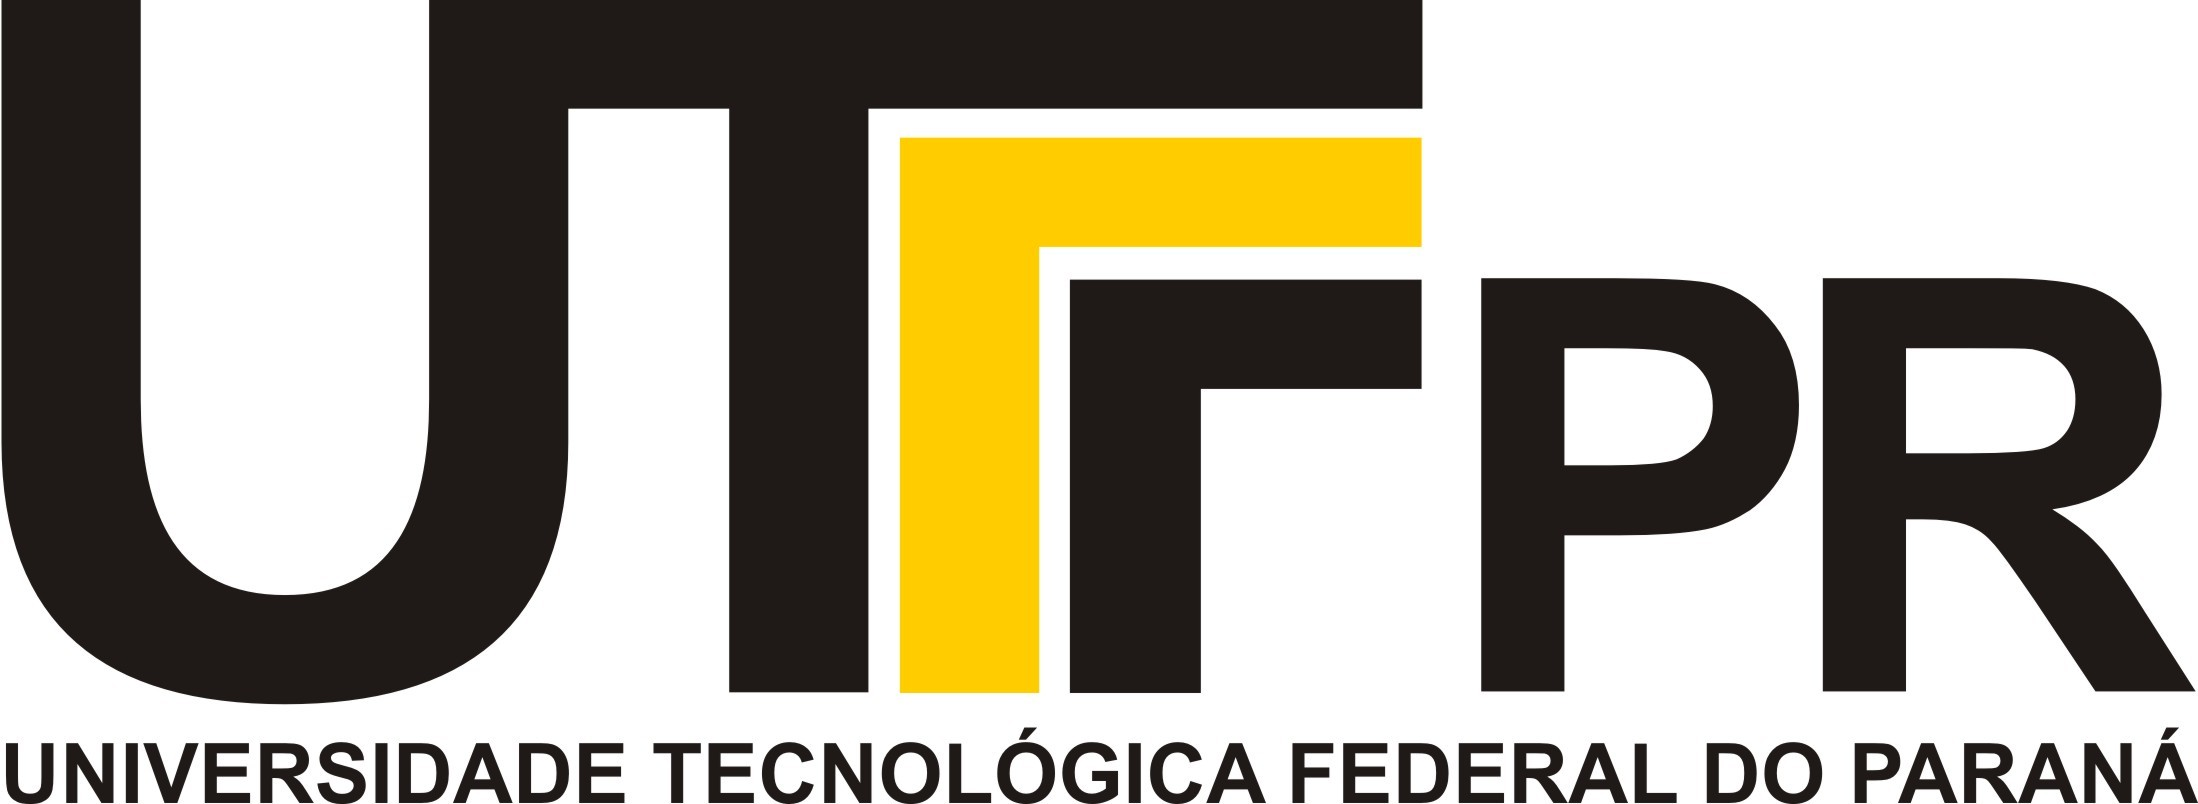 UTFPR
UNIVERSIDADE TECNOLÓGICA FEDERAL DO PARANÁ